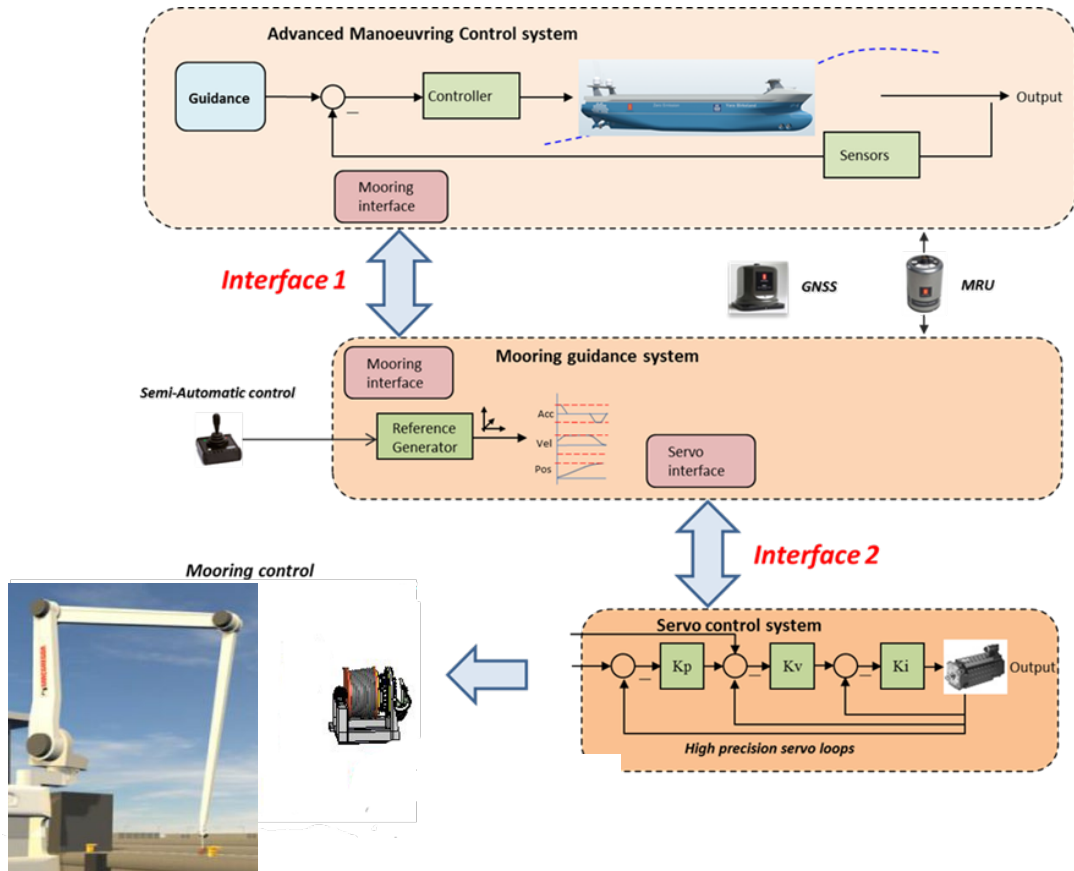 Advanced Manoeuvring Control system
Guidance
Controller
Output
Sensors
Mooring
interface
Interface 1
GNSS
MRU
Mooring guidance system
Mooring
interface
Semi-Automatic control
Reference
Generator
Acc
Vel
Pos
Servo
interface
Interface 2
Mooring control
Servo control system
Kp
Kv
Ki
Output
High precision servo loops
MACGREGOR